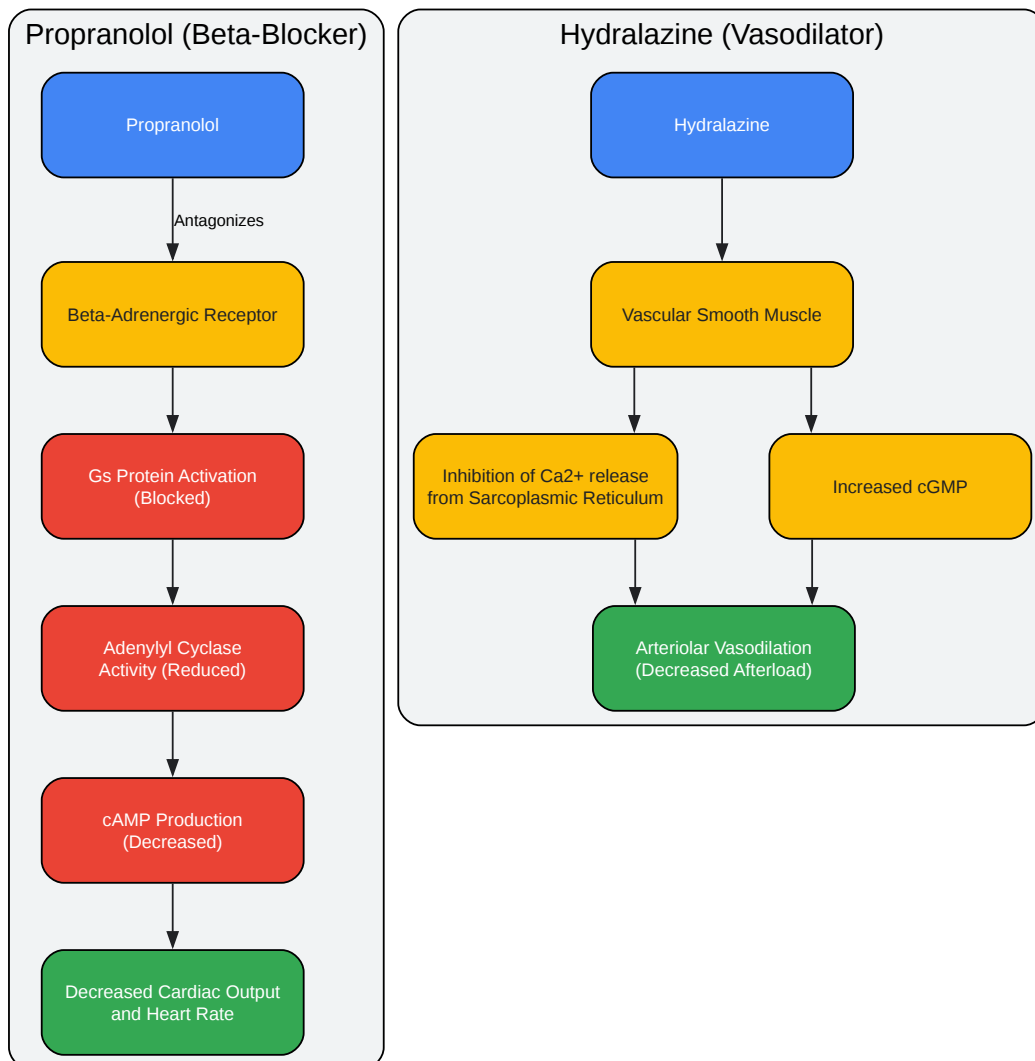 Propranolol (Beta-Blocker)
Propranolol
Antagonizes
Beta-Adrenergic Receptor
Gs Protein Activation
(Blocked)
Adenylyl Cyclase
Activity (Reduced)
cAMP Production
(Decreased)
Decreased Cardiac Output
and Heart Rate
Hydralazine (Vasodilator)
Hydralazine
Vascular Smooth Muscle
Inhibition of Ca2+ release
from Sarcoplasmic Reticulum
Increased cGMP
Arteriolar Vasodilation
(Decreased Afterload)